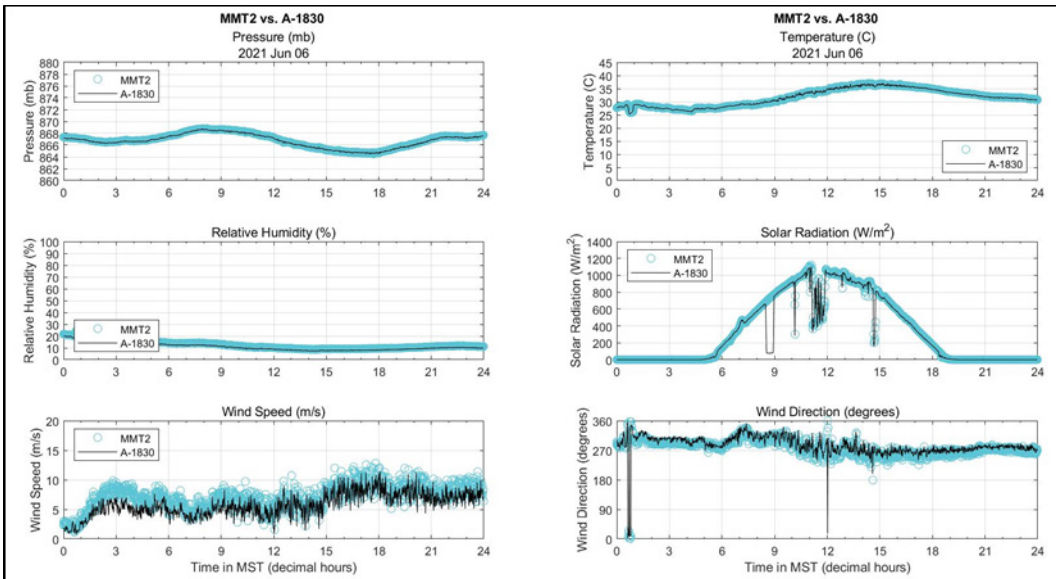 MMT2 vs. A-1830
Pressure (mb)
2021 Jun 06
880
878
876
874
872
870
868
866
864
862
860
Pressure (mb)
MMT2
A-1830
0 3 6 9 12 15 18 21 24
Relative Humidity (%)
100
90
80
70
60
50
40
30
20
10
0
Relative Humidity (%)
MMT2
A-1830
0 3 6 9 12 15 18 21 24
Wind Speed (m/s)
20
15
10
5
0
Wind Speed (m/s)
MMT2
A-1830
0 3 6 9 12 15 18 21 24
Time in MST (decimal hours)
MMT2 vs. A-1830
Temperature (C)
2021 Jun 06
45
40
35
30
25
20
15
10
5
0
Temperature (C)
MMT2
A-1830
0 3 6 9 12 15 18 21 24
Solar Radiation (W/m²)
1400
1200
1000
800
600
400
200
0
Solar Radiation (W/m²)
MMT2
A-1830
0 3 6 9 12 15 18 21 24
Wind Direction (degrees)
360
270
180
90
0
Wind Direction (degrees)
MMT2
A-1830
0 3 6 9 12 15 18 21 24
Time in MST (decimal hours)